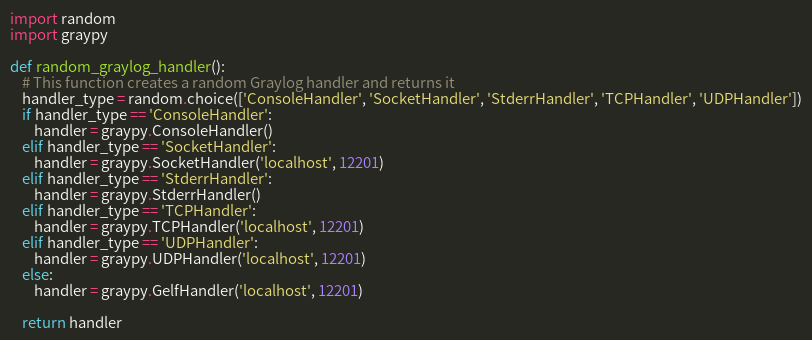 import random
import graypy

def random_graylog_handler():
    # This function creates a random Graylog handler and returns it
    handler_type = random.choice(['ConsoleHandler', 'SocketHandler', 'StderrHandler', 'TCPHandler', 'UDPHandler'])
    if handler_type == 'ConsoleHandler':
        handler = graypy.ConsoleHandler()
    elif handler_type == 'SocketHandler':
        handler = graypy.SocketHandler('localhost', 12201)
    elif handler_type == 'StderrHandler':
        handler = graypy.StderrHandler()
    elif handler_type == 'TCPHandler':
        handler = graypy.TCPHandler('localhost', 12201)
    elif handler_type == 'UDPHandler':
        handler = graypy.UDPHandler('localhost', 12201)
    else:
        handler = graypy.GelfHandler('localhost', 12201)

    return handler